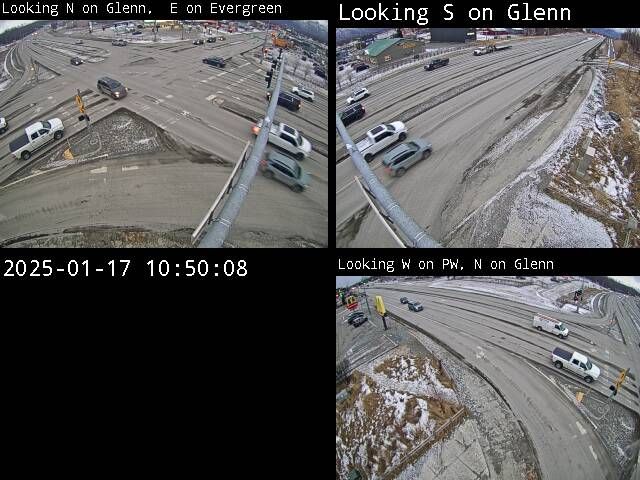 Looking N on Glenn,  E on Evergreen
Looking S on Glenn
2025-01-17 10:50:08
Looking W on PW, N on Glenn